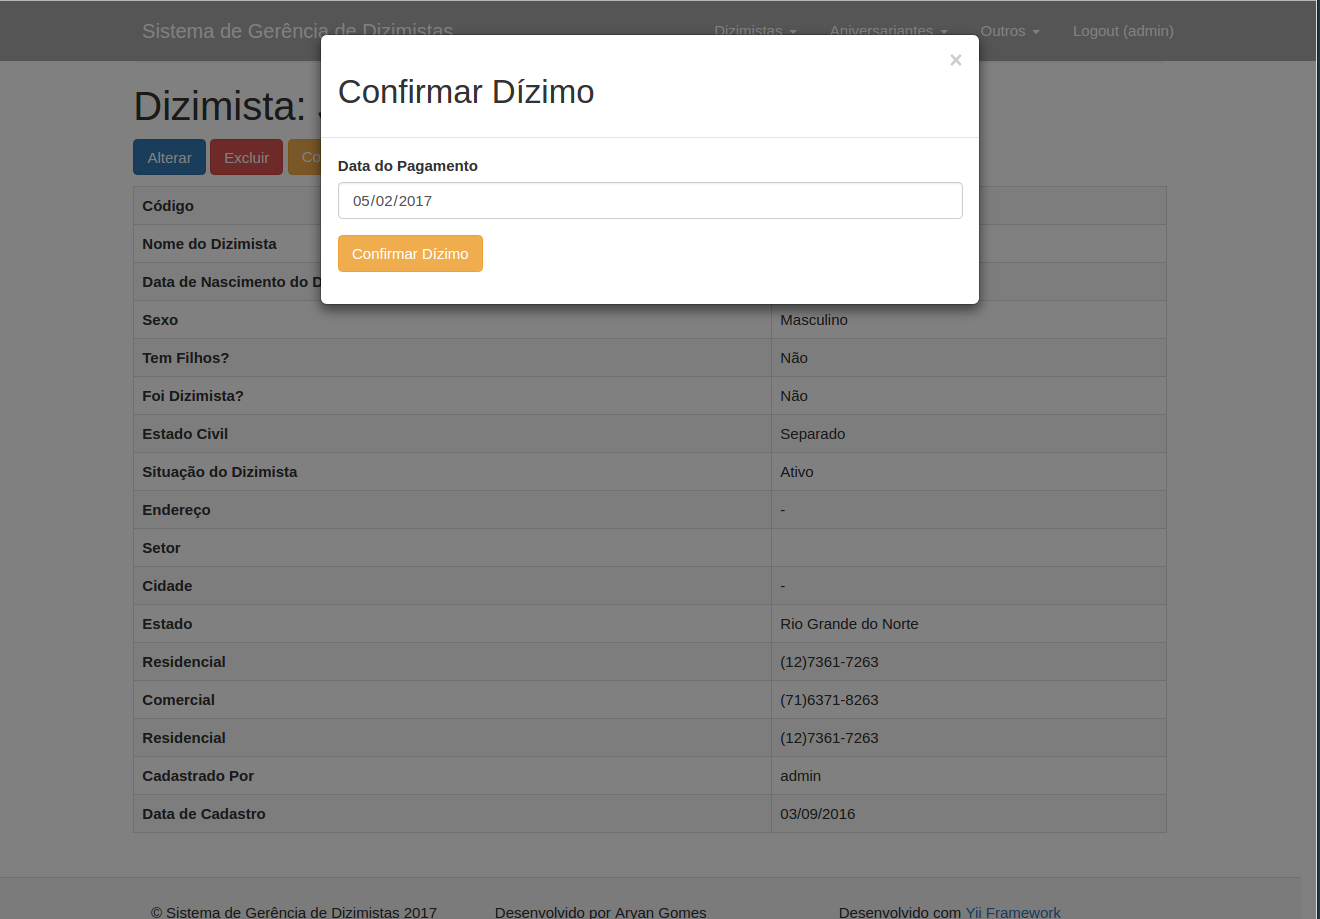 Sistema de Gerência de Dizimistas
Dizimistas
Aniversariantes
Outros
Logout (admin)
×
Confirmar Dízimo
Data do Pagamento
05/02/2017
Confirmar Dízimo
Dizimista:
Alterar
Excluir
Código
Nome do Dizimista
Data de Nascimento do
Sexo Masculino
Tem Filhos? Não
Foi Dizimista? Não
Estado Civil Separado
Situação do Dizimista Ativo
Endereço -
Setor
Cidade -
Estado Rio Grande do Norte
Residencial (12)7361-7263
Comercial (71)6371-8263
Residencial (12)7361-7263
Cadastrado Por admin
Data de Cadastro 03/09/2016
© Sistema de Gerência de Dizimistas 2017 Desenvolvido por Aryan Gomes Desenvolvido com Yii Framework